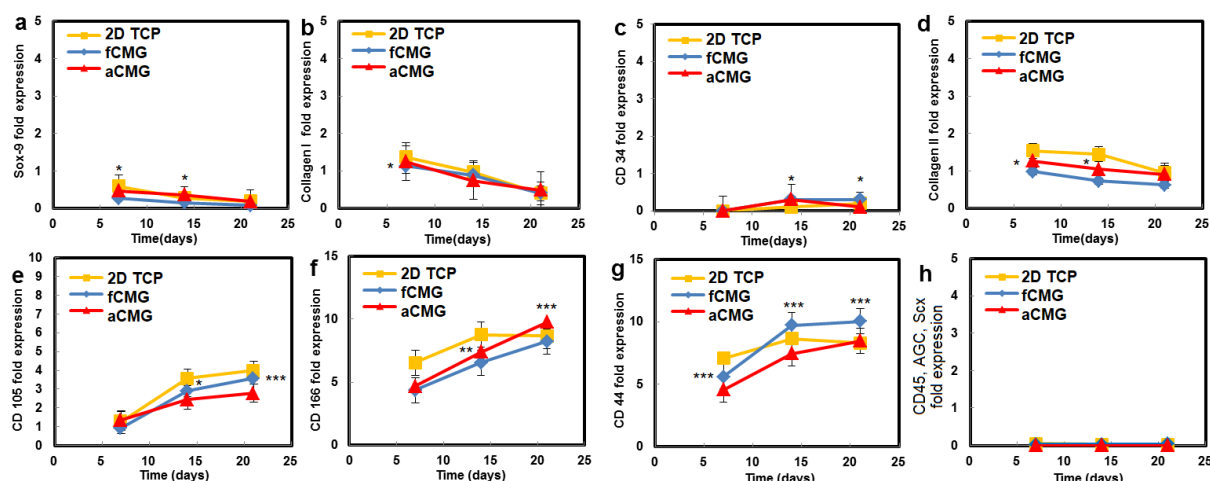 a
Sox-9 fold expression
5
4
3
2
1
0
2D TCP
fCMG
aCMG
*
*
0 5 10 15 20 25
Time(days)
b
Collagen I fold expression
5
4
3
2
1
0
2D TCP
fCMG
aCMG
*
0 5 10 15 20 25
Time(days)
c
CD 34 fold expression
5
4
3
2
1
0
2D TCP
fCMG
aCMG
*
*
0 5 10 15 20 25
Time(days)
d
Collagen II fold expression
5
4
3
2
1
0
2D TCP
fCMG
aCMG
*
*
0 5 10 15 20 25
Time(days)
e
CD 105 fold expression
10
9
8
7
6
5
4
3
2
1
0
2D TCP
fCMG
aCMG
*
***
0 5 10 15 20 25
Time (days)
f
CD 166 fold expression
15
10
5
0
2D TCP
fCMG
aCMG
**
***
0 5 10 15 20 25
Time (days)
g
CD 44 fold expression
15
10
5
0
2D TCP
fCMG
aCMG
***
***
***
0 5 10 15 20 25
Time (days)
h
CD45, AGC, Scx
fold expression
5
4
3
2
1
0
2D TCP
fCMG
aCMG
0 5 10 15 20 25
Time (days)